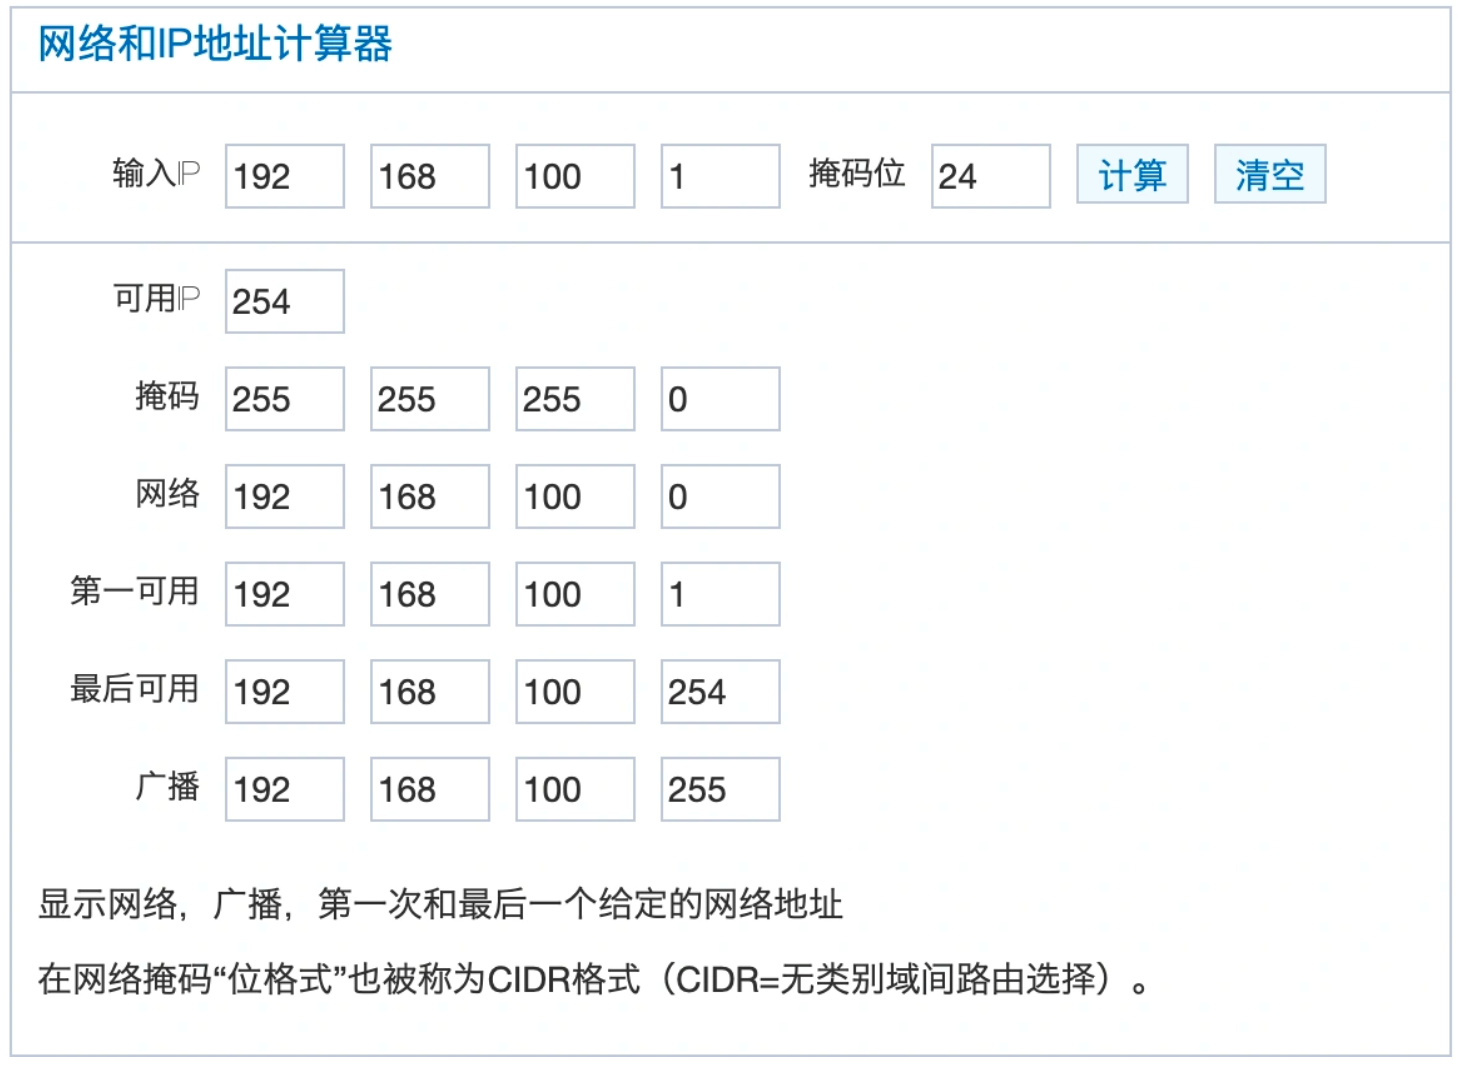 网络和IP地址计算器
输入IP 192 168 100 1 掩码位 24 计算 清空
可用IP 254
掩码 255 255 255 0
网络 192 168 100 0
第一可用 192 168 100 1
最后可用 192 168 100 254
广播 192 168 100 255
显示网络，广播，第一次和最后一个给定的网络地址
在网络掩码“位格式”也被称为CIDR格式（CIDR=无类别域间路由选择）。